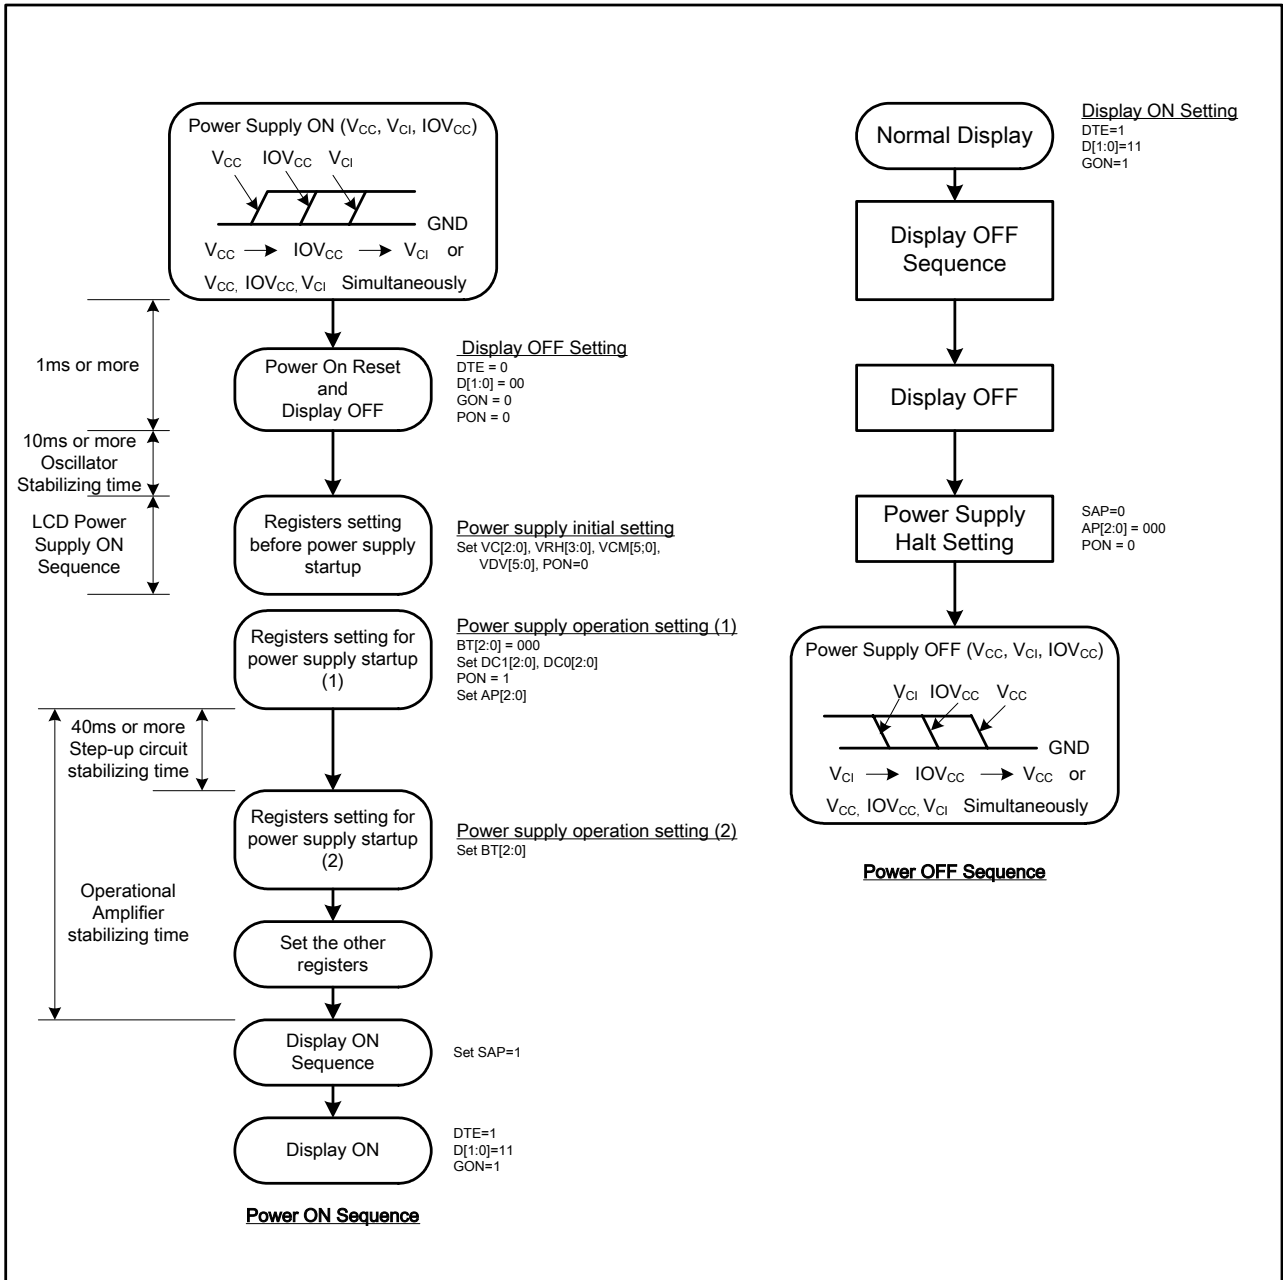 Power Supply ON (VCC, VCI, IOVCC)
VCC IOVCC VCI
GND
VCC IOVCC VCI or
VCC, IOVCC, VCI Simultaneously
1ms or more
Power On Reset
and
Display OFF
Display OFF Setting
DTE = 0
D[1:0] = 00
GON = 0
PON = 0
10ms or more
Oscillator
Stabilizing time
LCD Power
Supply ON
Sequence
Registers setting
before power supply
startup
Power supply initial setting
Set VC[2:0], VRH[3:0], VCM[5;0],
VDV[5:0], PON=0
Registers setting for
power supply startup
(1)
Power supply operation setting (1)
BT[2:0] = 000
Set DC1[2:0], DC0[2:0]
PON = 1
Set AP[2:0]
40ms or more
Step-up circuit
stabilizing time
Registers setting for
power supply startup
(2)
Power supply operation setting (2)
Set BT[2:0]
Operational
Amplifier
stabilizing time
Set the other
registers
Display ON
Sequence
Set SAP=1
Display ON
DTE=1
D[1:0]=11
GON=1
Power ON Sequence
Normal Display
Display ON Setting
DTE=1
D[1:0]=11
GON=1
Display OFF
Sequence
Display OFF
Power Supply
Halt Setting
SAP=0
AP[2:0] = 000
PON = 0
Power Supply OFF (VCC, VCI, IOVCC)
VCI IOVCC VCC
GND
VCI IOVCC VCC or
VCC, IOVCC, VCI Simultaneously
Power OFF Sequence